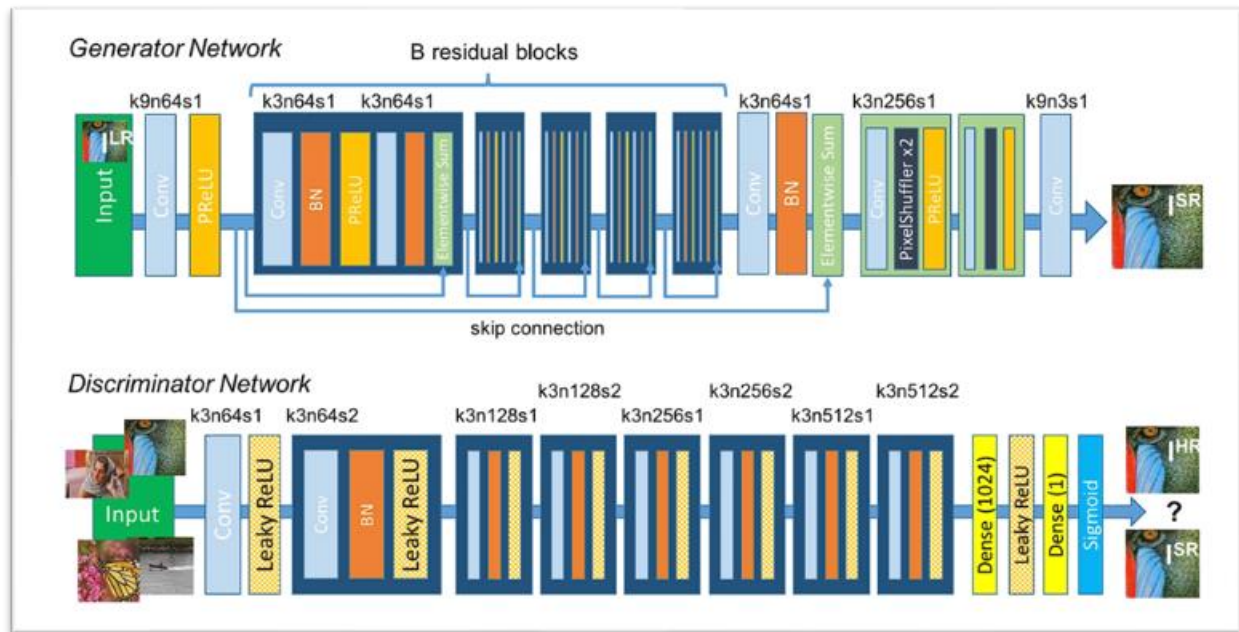 Generator Network
B residual blocks
k9n64s1
k3n64s1
k3n64s1
k3n64s1
k3n256s1
k9n3s1
Input
I^LR
Conv
PReLU
Conv
BN
PReLU
Elementwise Sum
Conv
BN
Elementwise Sum
Conv
PixelShuffler x2
PReLU
Conv
I^SR
skip connection
Discriminator Network
k3n64s1
k3n64s2
k3n128s1
k3n128s2
k3n256s1
k3n256s2
k3n512s1
k3n512s2
Input
Conv
Leaky ReLU
Conv
BN
Leaky ReLU
Dense (1024)
Leaky ReLU
Dense (1)
Sigmoid
I^HR
?
I^SR